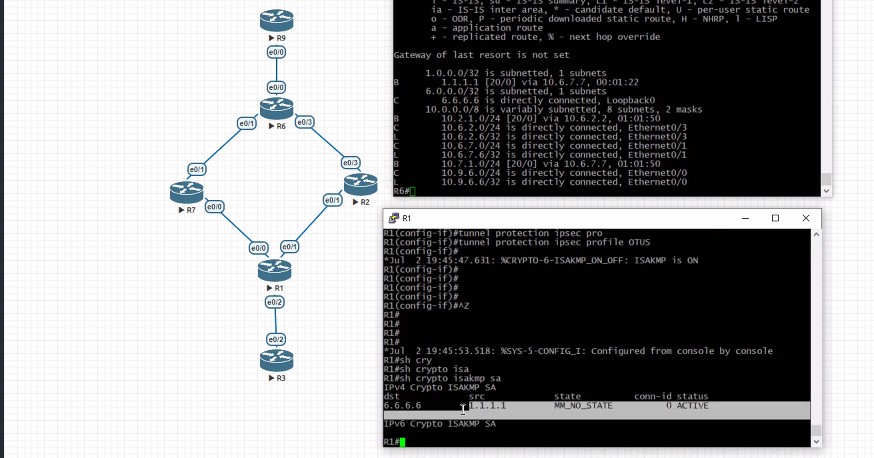 R9
e0/0
e0/0
R6
e0/1
e0/3
e0/1
e0/3
R7
R2
e0/0
e0/1
e0/0
e0/1
R1
e0/2
e0/2
R3
ia - IS-IS inter area, * - candidate default, U - per-user static route
o - ODR, P - periodic downloaded static route, H - NHRP, l - LISP
a - application route
+ - replicated route, % - next hop override
Gateway of last resort is not set
1.0.0.0/32 is subnetted, 1 subnets
B 1.1.1.1 [20/0] via 10.6.7.7, 00:01:22
6.0.0.0/32 is subnetted, 1 subnets
C 6.6.6.6 is directly connected, Loopback0
10.0.0.0/8 is variably subnetted, 8 subnets, 2 masks
B 10.2.1.0/24 [20/0] via 10.6.2.2, 01:01:50
C 10.6.2.0/24 is directly connected, Ethernet0/3
L 10.6.2.6/32 is directly connected, Ethernet0/3
C 10.6.7.0/24 is directly connected, Ethernet0/1
L 10.6.7.6/32 is directly connected, Ethernet0/1
B 10.7.1.0/24 [20/0] via 10.6.7.7, 01:01:50
C 10.9.6.0/24 is directly connected, Ethernet0/0
L 10.9.6.6/32 is directly connected, Ethernet0/0
R6#
R1
R1(config-if)#tunnel protection ipsec pro
R1(config-if)#tunnel protection ipsec profile OTUS
R1(config-if)#
*Jul 2 19:45:47.631: %CRYPTO-6-ISAKMP_ON_OFF: ISAKMP is ON
R1(config-if)#
R1(config-if)#
R1(config-if)#
R1(config-if)#
R1(config-if)#^Z
R1#
R1#
R1#
R1#
*Jul 2 19:45:53.518: %SYS-5-CONFIG_I: Configured from console by console
R1#sh cry
R1#sh crypto isa
R1#sh crypto isakmp sa
IPv4 Crypto ISAKMP SA
dst src state conn-id status
6.6.6.6 1.1.1.1 MM_NO_STATE 0 ACTIVE
IPv6 Crypto ISAKMP SA
R1#